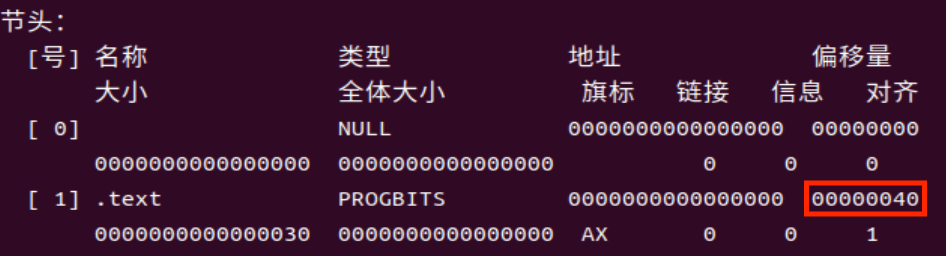 节头：
[号] 名称 类型 地址 偏移量
大小 全体大小 旗标 链接 信息 对齐
[ 0] NULL 0000000000000000 00000000
0000000000000000 0000000000000000 0 0 0
[ 1] .text PROGBITS 0000000000000000 00000040
0000000000000030 0000000000000000 AX 0 0 1